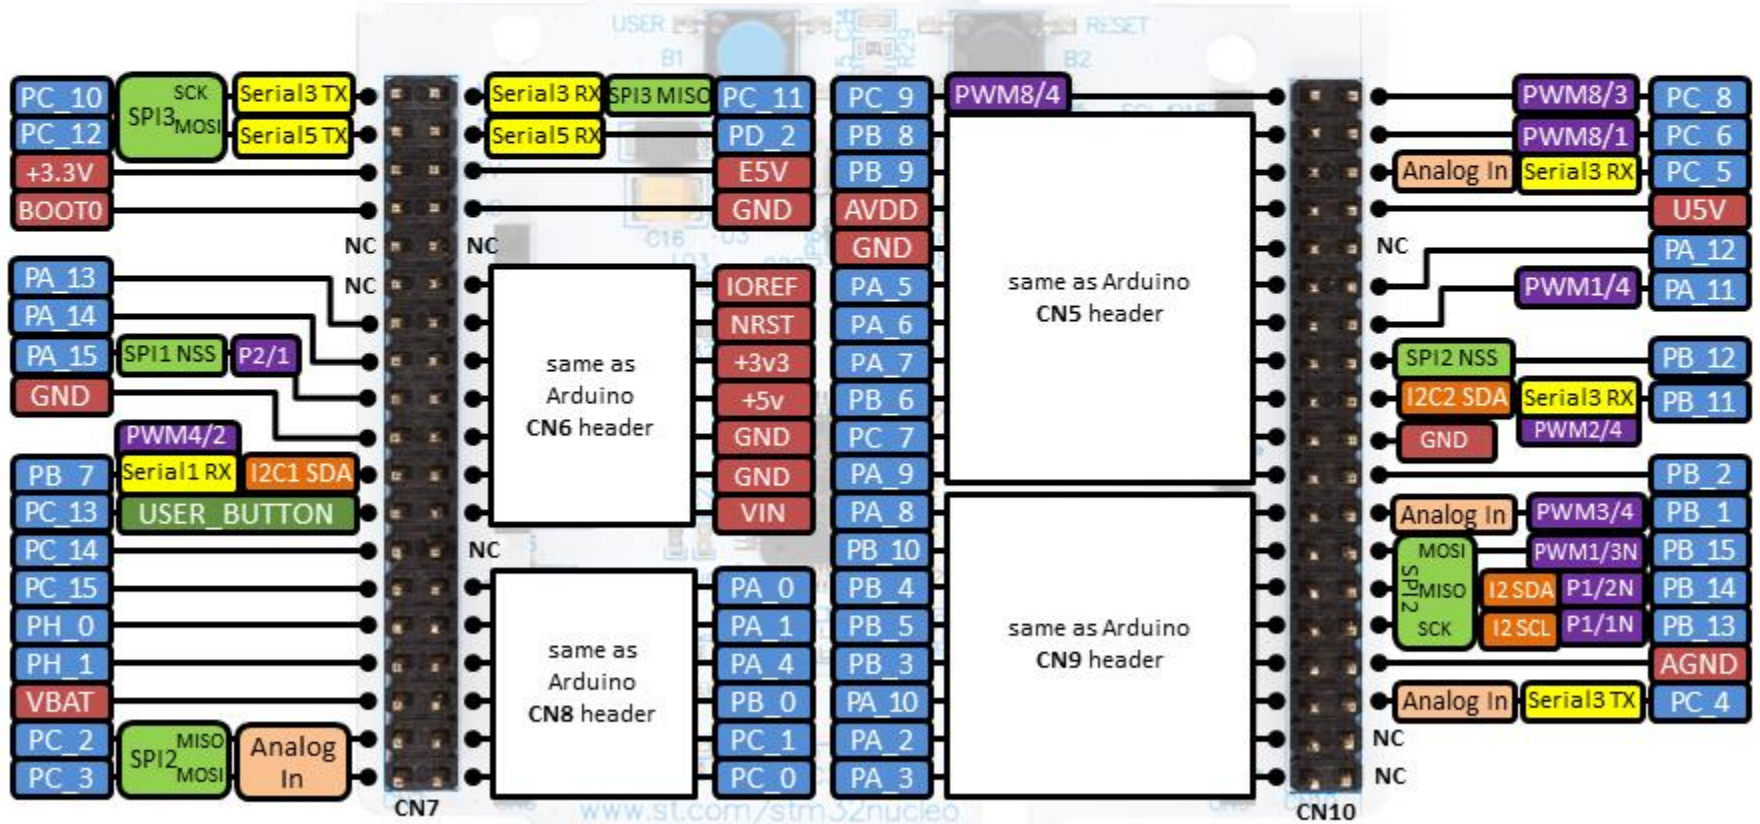 USER
B1
RESET
B2
PC_10 SCK Serial3 TX
SPI3
PC_12 MOSI Serial5 TX
+3.3V
BOOT0
NC
PA_13
NC
PA_14
PA_15 SPI1 NSS P2/1
GND
PWM4/2
PB_7 Serial1 RX I2C1 SDA
PC_13 USER_BUTTON
PC_14
PC_15
PH_0
PH_1
VBAT
PC_2 MISO Analog
SPI2
PC_3 MOSI In
CN7
Serial3 RX SPI3 MISO PC_11
Serial5 RX PD_2
E5V
GND
C16
NC
IOREF
NRST
+3v3
+5v
GND
GND
VIN
same as
Arduino
CN6 header
NC
PA_0
PA_1
PA_4
PB_0
PC_1
PC_0
same as
Arduino
CN8 header
PC_9 PWM8/4
PB_8
PB_9
AVDD
GND
PA_5
PA_6
PA_7
PB_6
PC_7
PA_9
PA_8
PB_10
PB_4
PB_5
PB_3
PA_10
PA_2
PA_3
same as Arduino
CN5 header
same as Arduino
CN9 header
PWM8/3 PC_8
PWM8/1 PC_6
Analog In Serial3 RX PC_5
U5V
NC
PA_12
PWM1/4 PA_11
SPI2 NSS PB_12
I2C2 SDA Serial3 RX PB_11
GND PWM2/4
PB_2
Analog In PWM3/4 PB_1
MOSI PWM1/3N PB_15
SPI2
MISO I2 SDA P1/2N PB_14
SCK I2 SCL P1/1N PB_13
AGND
Analog In Serial3 TX PC_4
NC
NC
CN10
www.st.com/stm32nucleo